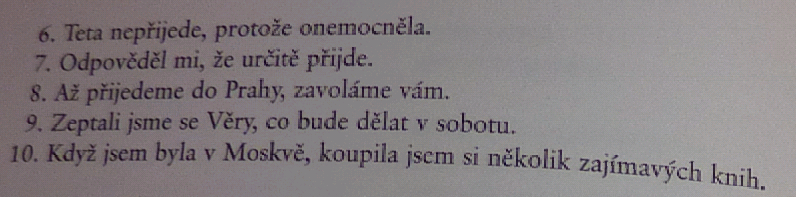 6. Teta nepřijede, protože onemocněla.
7. Odpověděl mi, že určitě přijde.
8. Až přijedeme do Prahy, zavoláme vám.
9. Zeptali jsme se Věry, co bude dělat v sobotu.
10. Když jsem byla v Moskvě, koupila jsem si několik zajímavých knih.